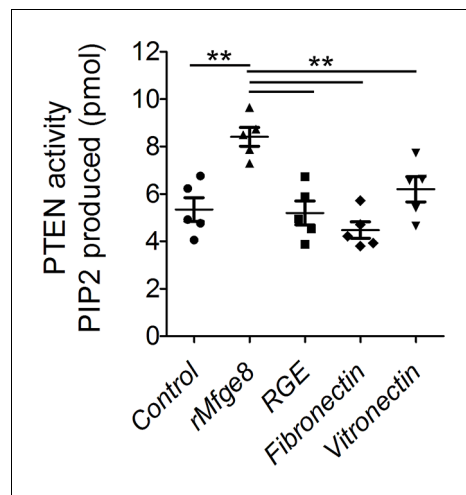 PTEN activity
PIP2 produced (pmol)
12
10
8
6
4
2
0
**
**
Control
rMfge8
RGE
Fibronectin
Vitronectin